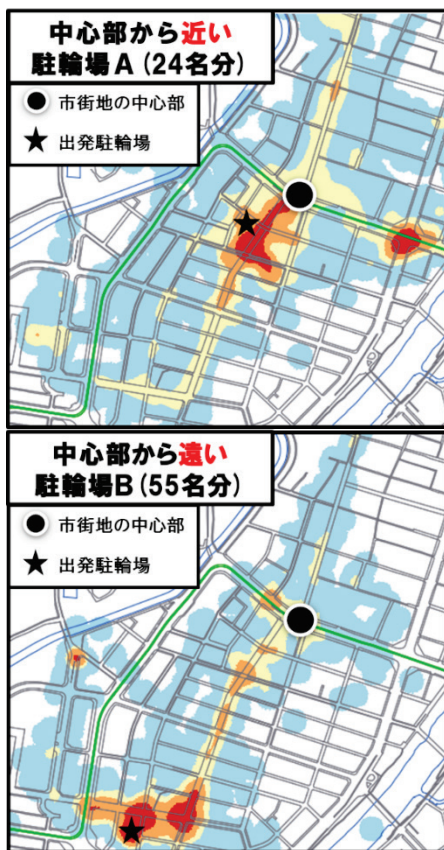 中心部から近い
駐輪場A(24名分)
市街地の中心部
出発駐輪場
中心部から遠い
駐輪場B(55名分)
市街地の中心部
出発駐輪場